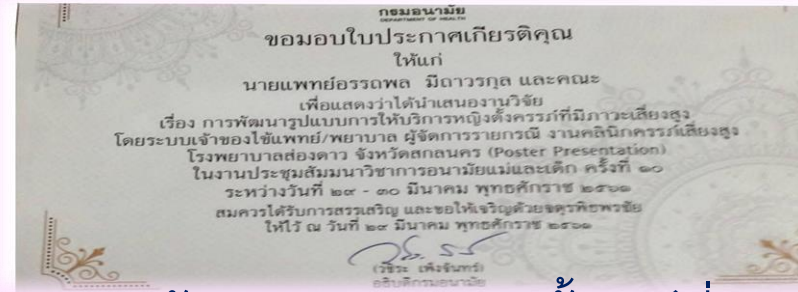 กรมอนามัย
DEPARTMENT OF HEALTH
ขอมอบใบประกาศเกียรติคุณ
ให้แก่
นายแพทย์อรรถพล มีถาวรกุล และคณะ
เพื่อแสดงว่าได้นำเสนองานวิจัย
เรื่อง การพัฒนารูปแบบการให้บริการหญิงตั้งครรภ์ที่มีภาวะเสี่ยงสูง
โดยระบบเจ้าของไข้แพทย์/พยาบาล ผู้จัดการรายกรณี งานคลินิกครรภ์เสี่ยงสูง
โรงพยาบาลส่องดาว จังหวัดสกลนคร (Poster Presentation)
ในงานประชุมสัมมนาวิชาการอนามัยแม่และเด็ก ครั้งที่ ๑๐
ระหว่างวันที่ ๒๙ - ๓๐ มีนาคม พุทธศักราช ๒๕๖๑
สมควรได้รับการสรรเสริญ และขอให้เจริญด้วยจตุรพิธพรชัย
ให้ไว้ ณ วันที่ ๒๙ มีนาคม พุทธศักราช ๒๕๖๑
(วชิระ เพ็งจันทร์)
อธิบดีกรมอนามัย